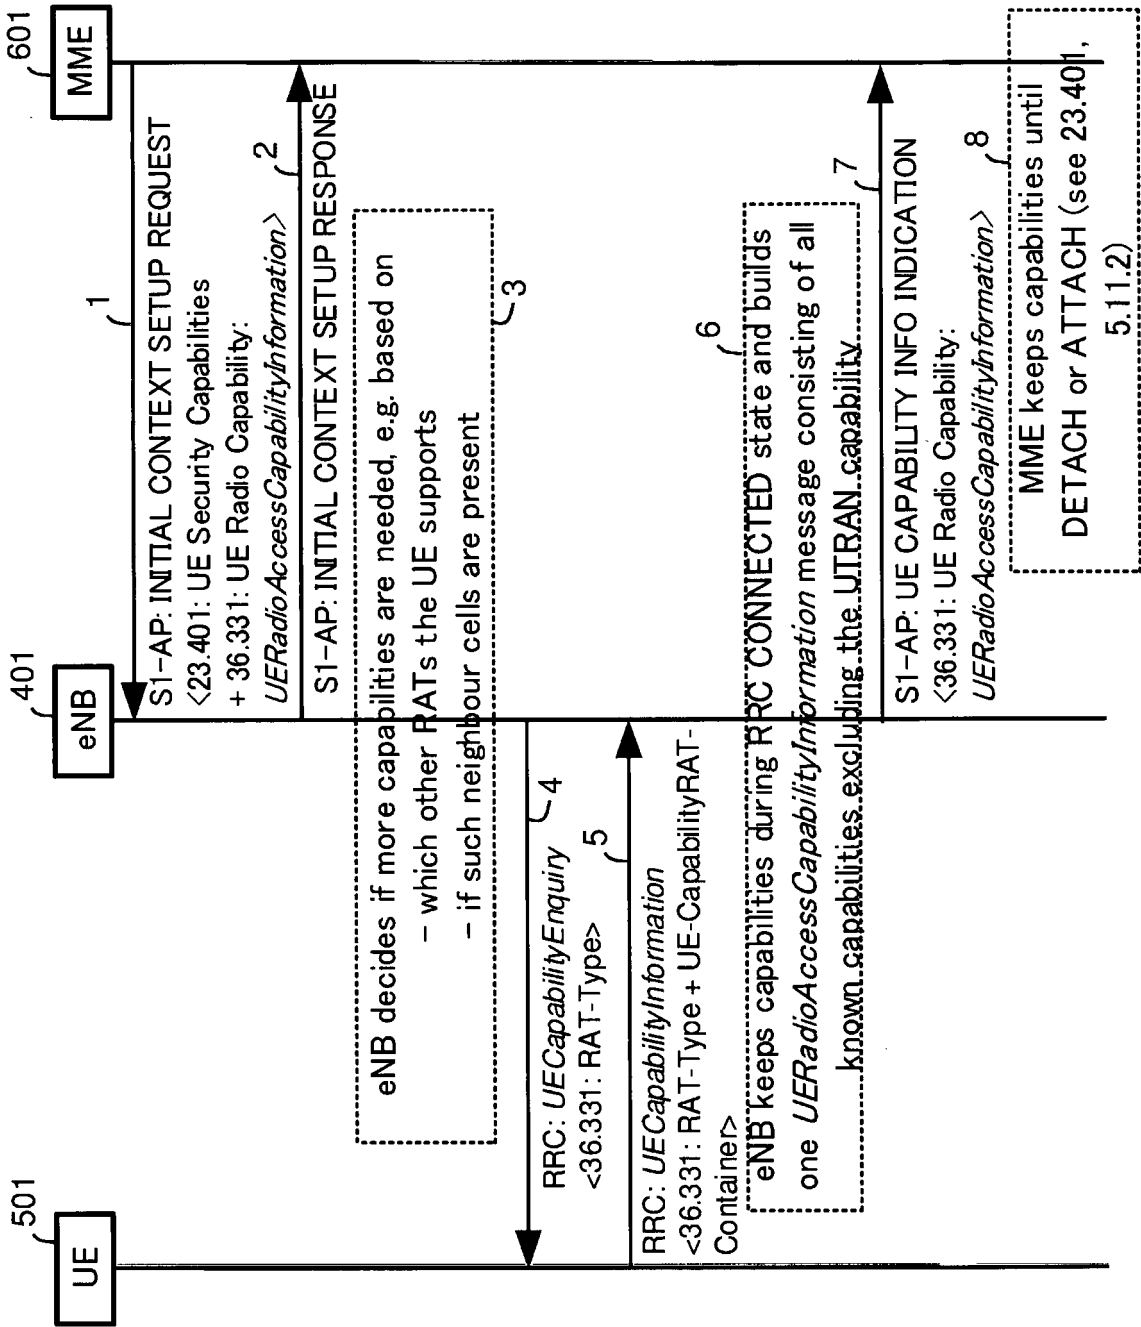 501
UE
401
eNB
601
MME
1
S1-AP: INITIAL CONTEXT SETUP REQUEST
<23.401: UE Security Capabilities
+ 36.331: UE Radio Capability:
UERadioAccessCapabilityInformation>
2
S1-AP: INITIAL CONTEXT SETUP RESPONSE
eNB decides if more capabilities are needed, e.g. based on
- which other RATs the UE supports
- if such neighbour cells are present
3
4
RRC: UECapabilityEnquiry
<36.331: RAT-Type>
5
RRC: UECapabilityInformation
<36.331: RAT-Type + UE-CapabilityRAT-
Container>
6
eNB keeps capabilities during RRC CONNECTED state and builds
one UERadioAccessCapabilityInformation message consisting of all
known capabilities excluding the UTRAN capability
7
S1-AP: UE CAPABILITY INFO INDICATION
<36.331: UE Radio Capability:
UERadioAccessCapabilityInformation>
8
MME keeps capabilities until
DETACH or ATTACH (see 23.401,
5.11.2)